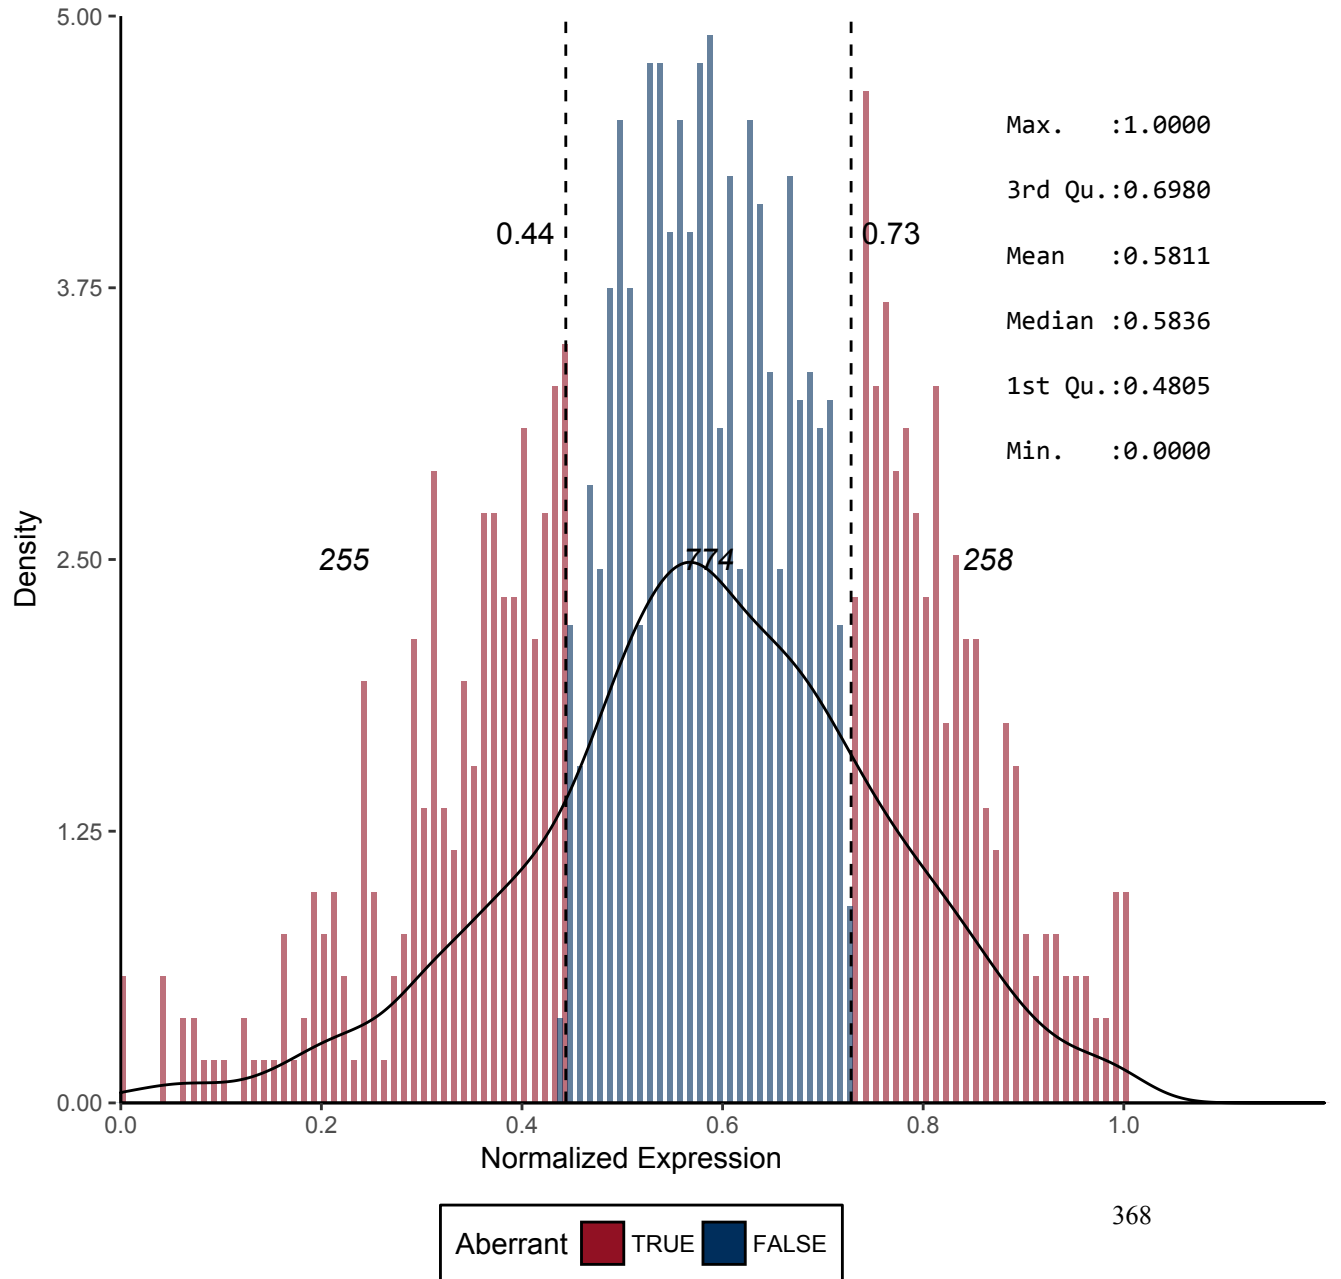 5.00
3.75
2.50
1.25
0.00
Density
0.0 0.2 0.4 0.6 0.8 1.0
Normalized Expression
0.44
0.73
255
774
258
Max.   :1.0000
3rd Qu.:0.6980
Mean   :0.5811
Median :0.5836
1st Qu.:0.4805
Min.   :0.0000
Aberrant TRUE FALSE
368